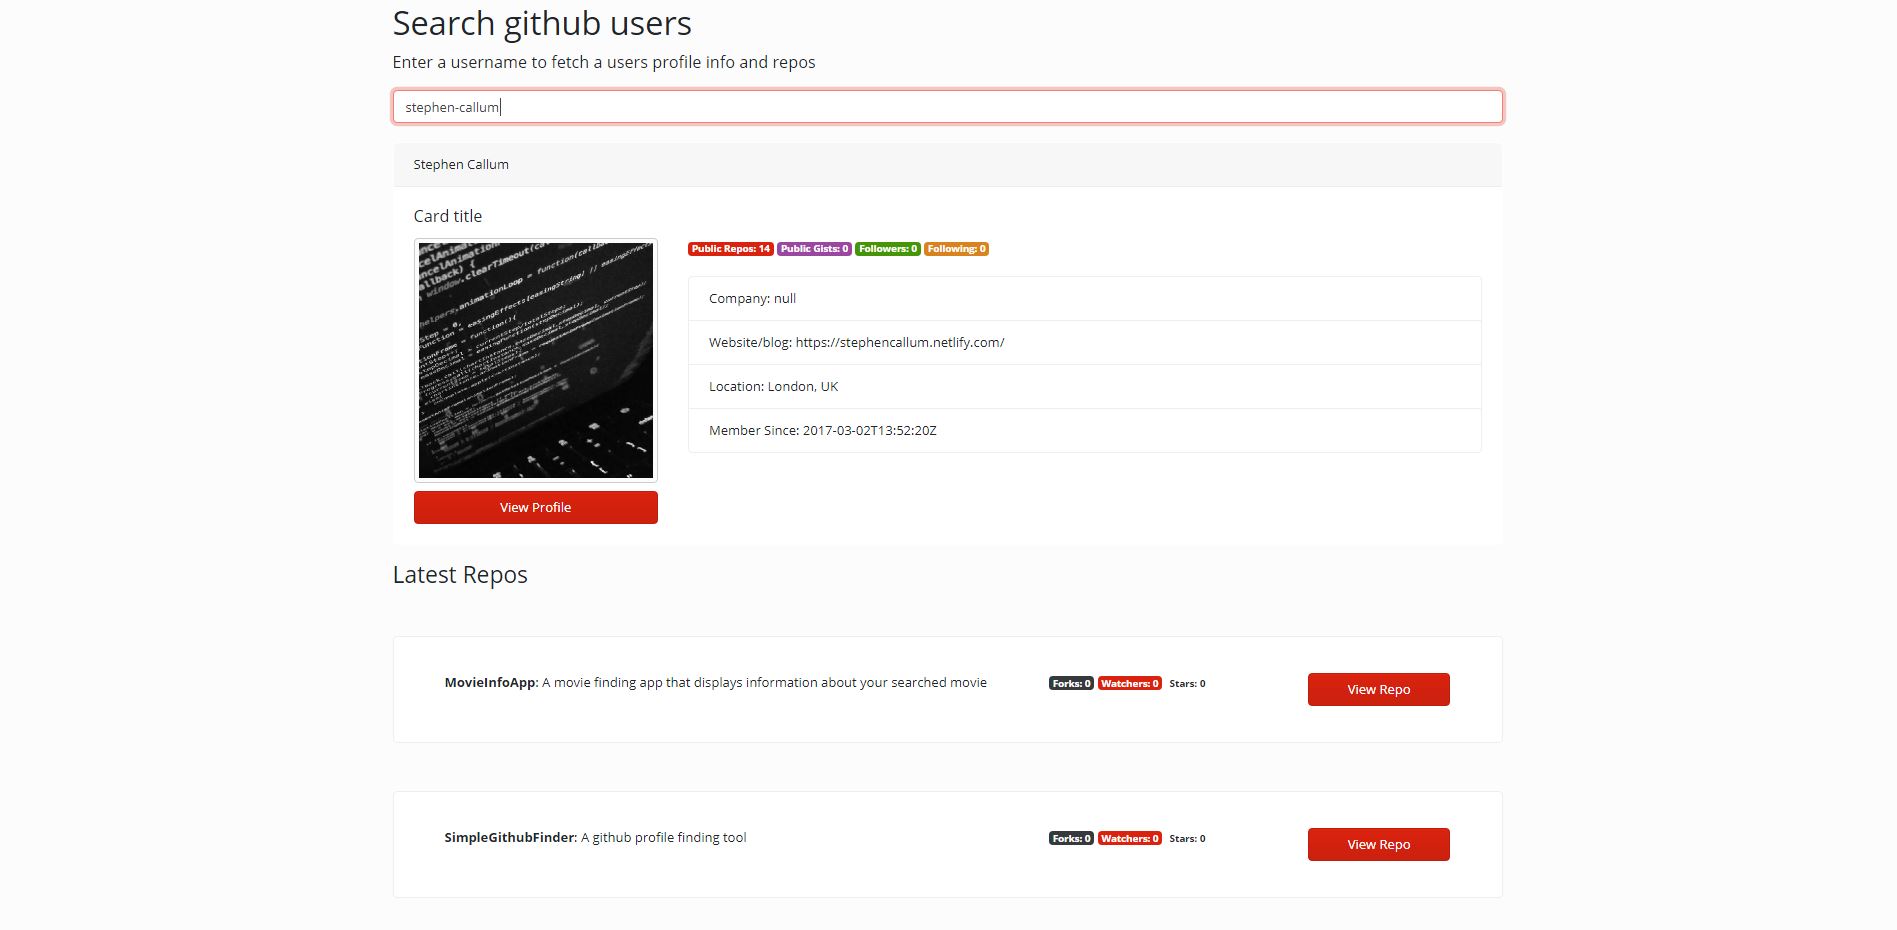 Search github users
Enter a username to fetch a users profile info and repos
stephen-callum
Stephen Callum
Card title
Public Repos: 14 Public Gists: 0 Followers: 0 Following: 0
Company: null
Website/blog: https://stephencallum.netlify.com/
Location: London, UK
Member Since: 2017-03-02T13:52:20Z
View Profile
Latest Repos
MovieInfoApp: A movie finding app that displays information about your searched movie Forks: 0 Watchers: 0 Stars: 0 View Repo
SimpleGithubFinder: A github profile finding tool Forks: 0 Watchers: 0 Stars: 0 View Repo